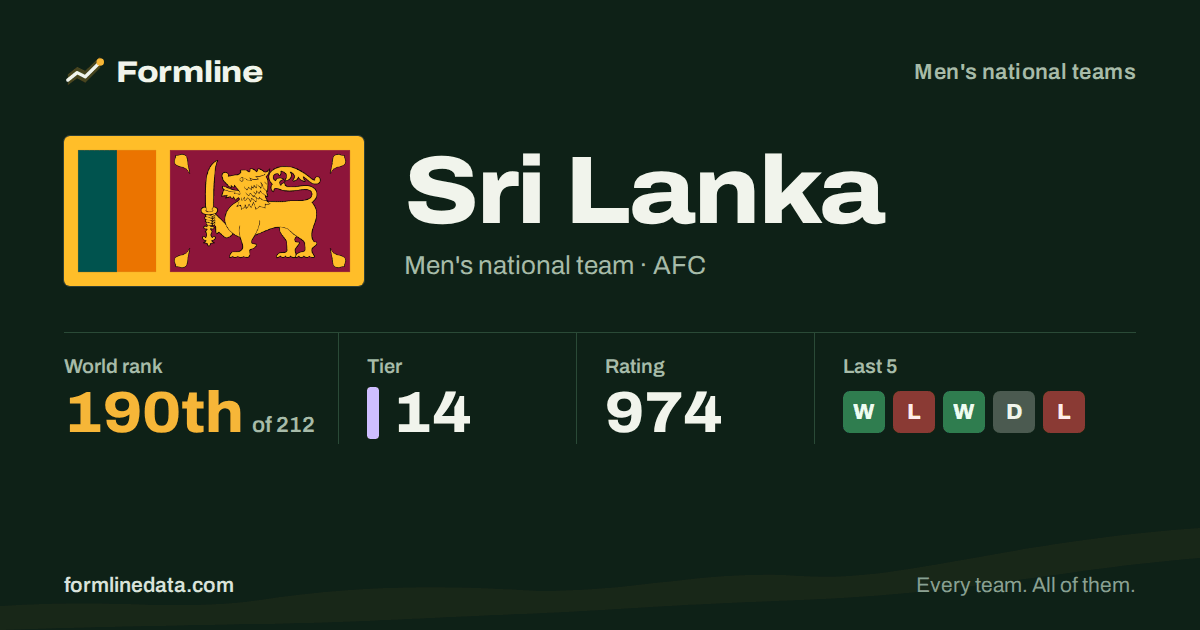 Formline
Men's national teams
Sri Lanka
Men's national team · AFC
World rank
190th of 212
Tier
14
Rating
974
Last 5
W L W D L
formlinedata.com
Every team. All of them.